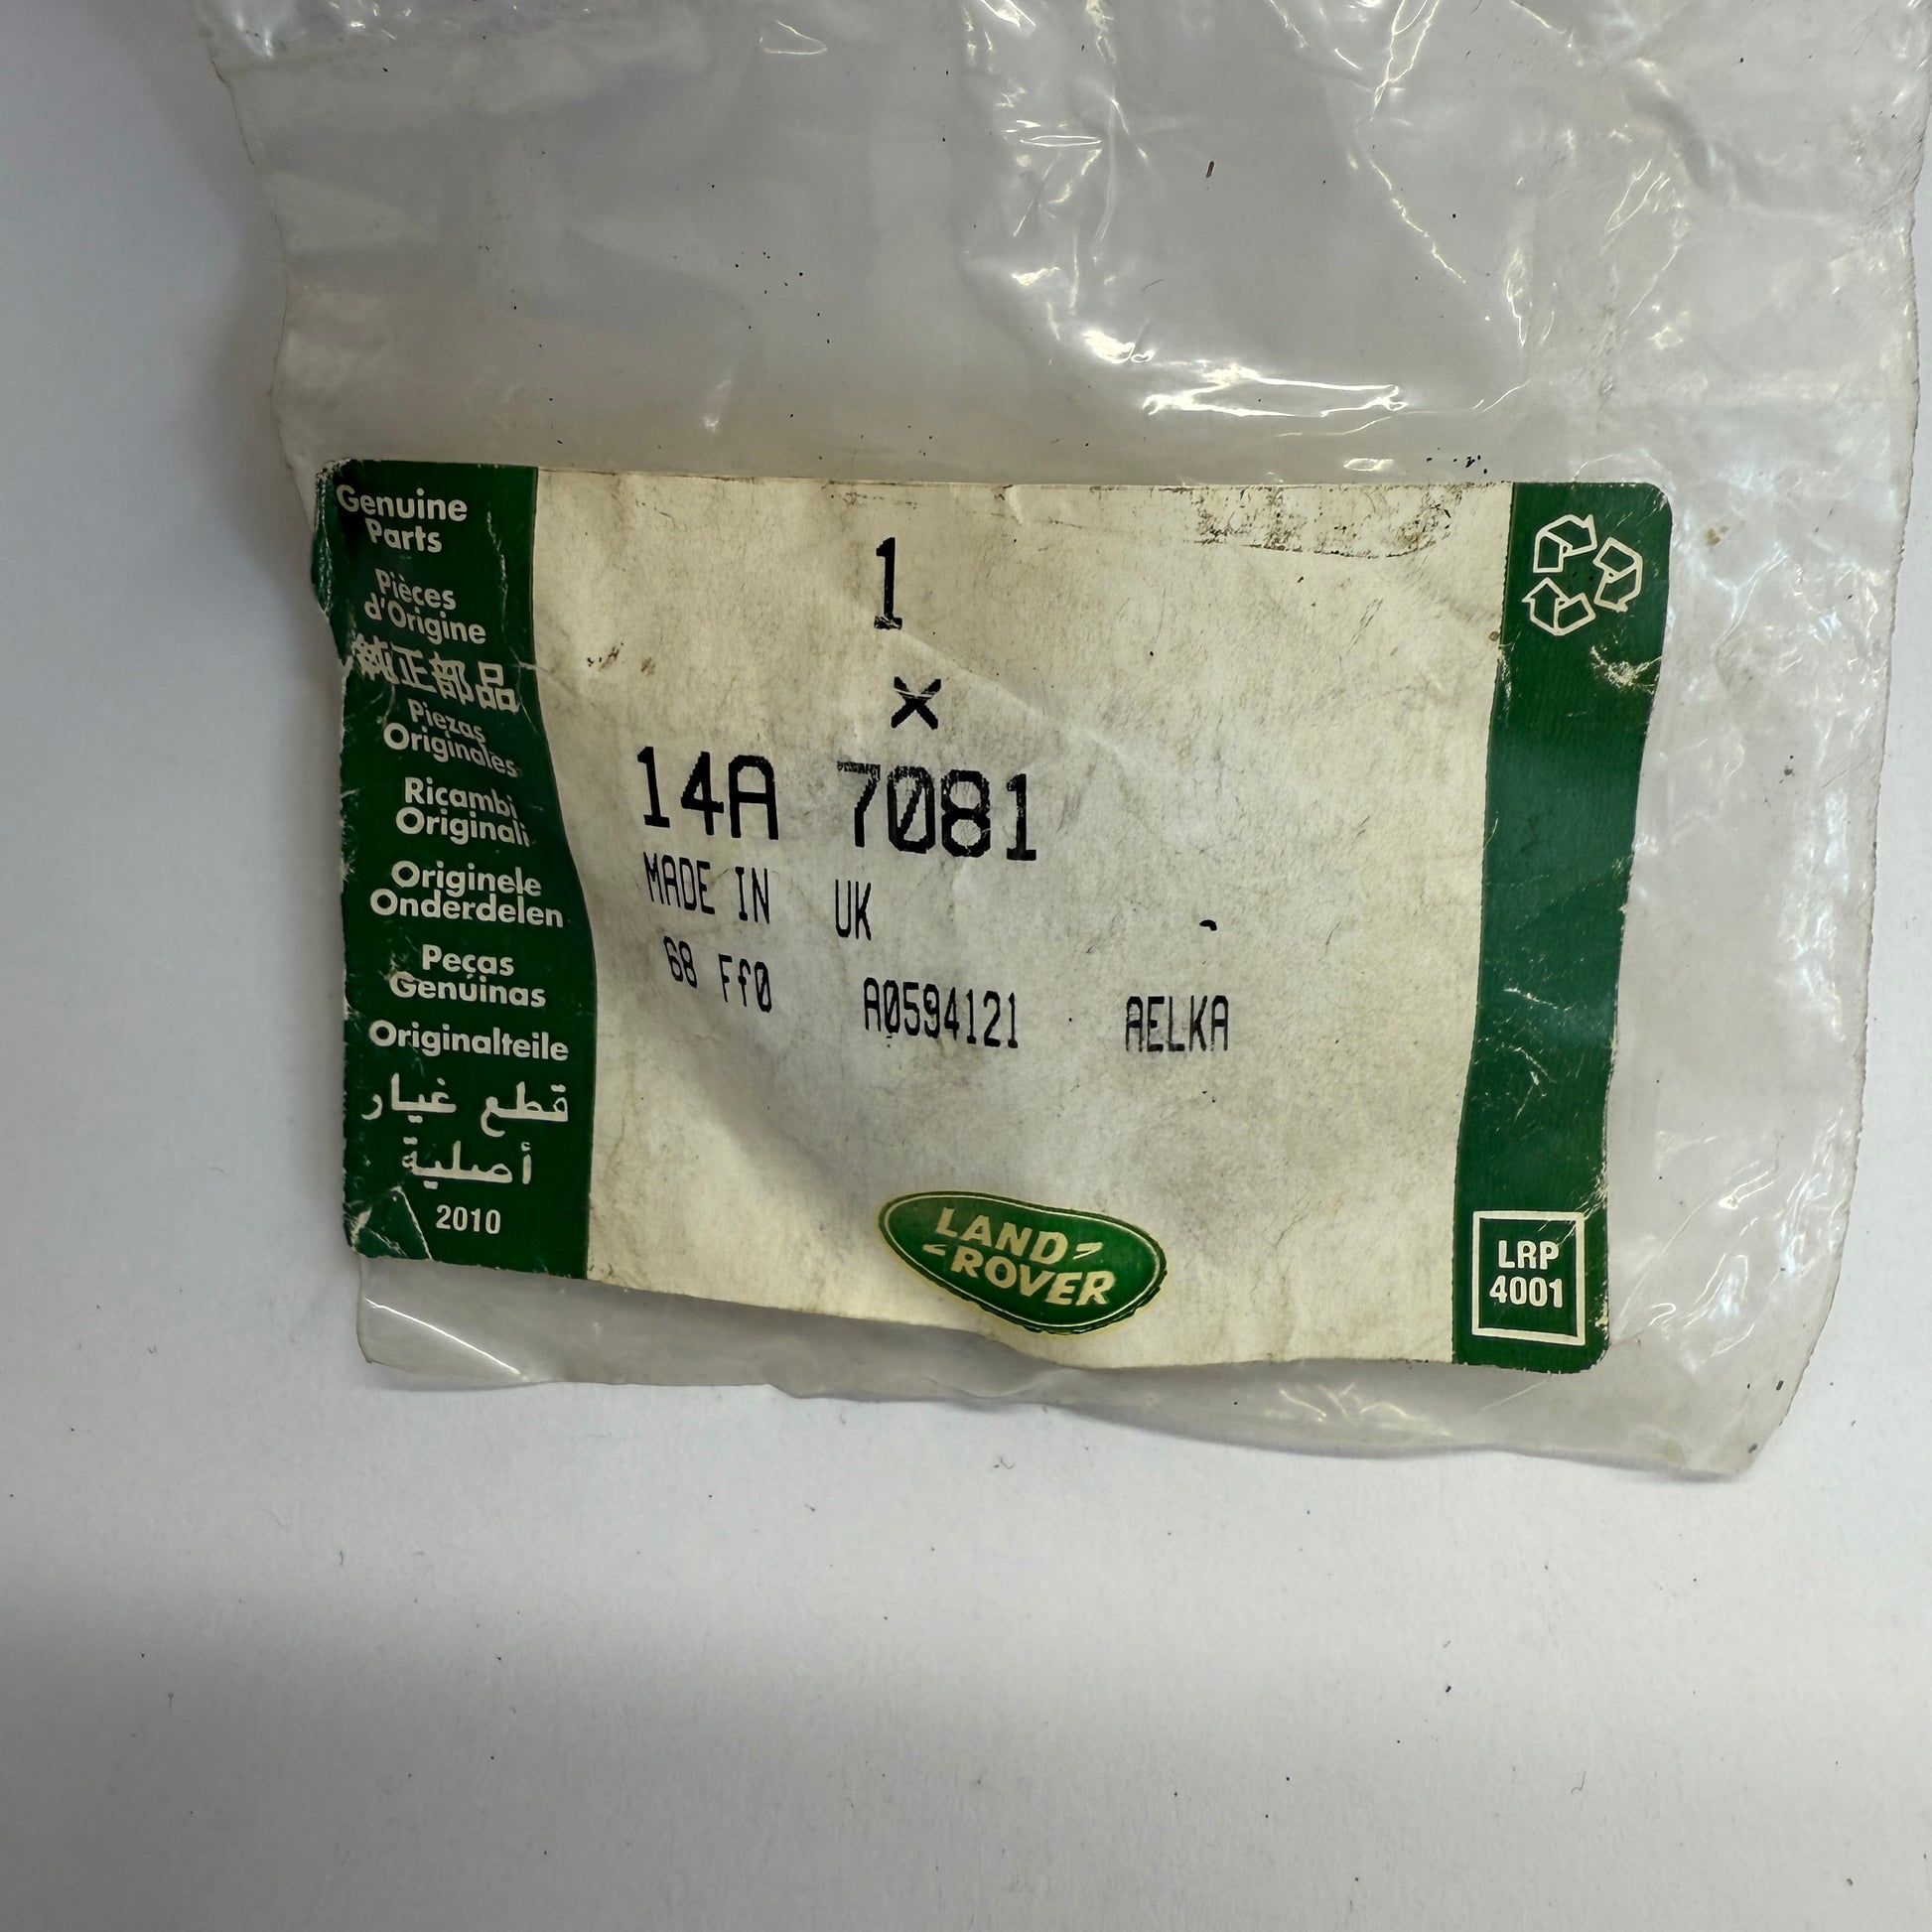 Genuine
Parts
Pièces
d'Origine
純正部品
Piezas
Originales
Ricambi
Originali
Originele
Onderdelen
Peças
Genúinas
Originalteile
قطع غيار
أصلية
2010
1
x
14A 7081
MADE IN UK
68 Ff0 A0594121 AELKA
LAND
ROVER
LRP
4001